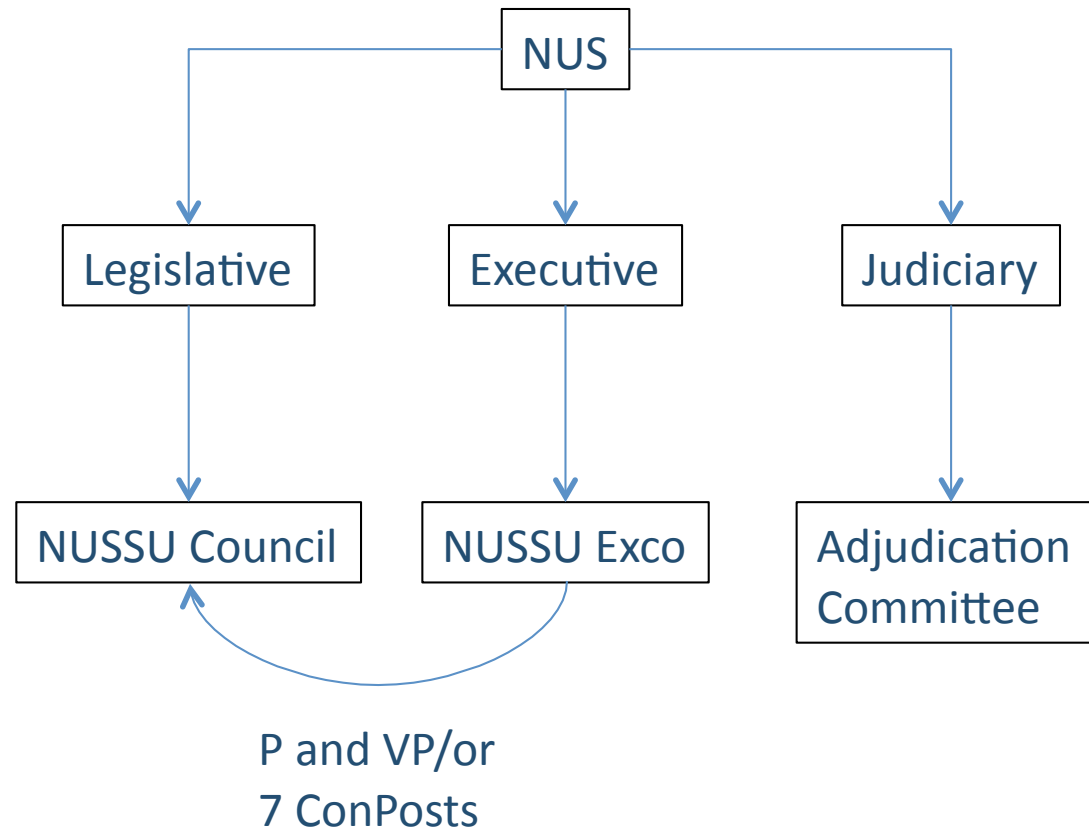 NUS
Legislative
Executive
Judiciary
NUSSU Council
NUSSU Exco
Adjudication
Committee
P and VP/or
7 ConPosts